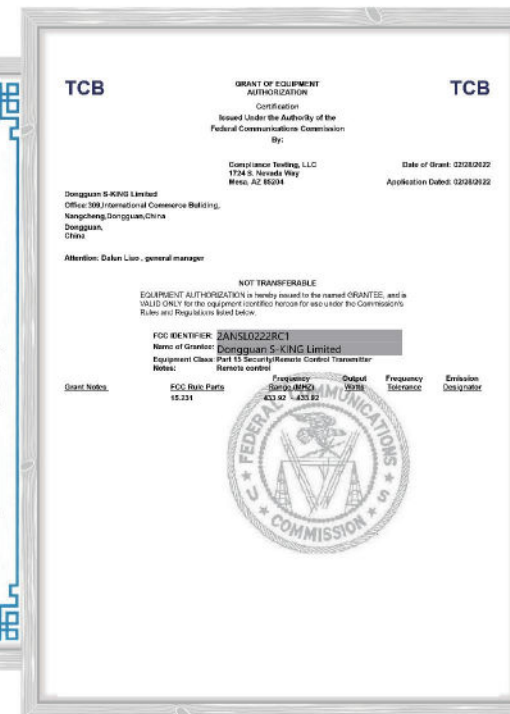 TCB
TCB
GRANT OF EQUIPMENT
AUTHORIZATION
Certification
Issued Under the Authority of the
Federal Communications Commission
By:
Compliance Testing, LLC
1724 S. Nevada Way
Mesa, AZ 85204
Date of Grant: 02/28/2022
Application Dated: 02/28/2022
Dongguan S-KING Limited
Office 309,International Commerce Building,
Nangcheng,Dongguan,China
Dongguan,
China
Attention: Dalun Liao , general manager
NOT TRANSFERABLE
EQUIPMENT AUTHORIZATION is hereby issued to the named GRANTEE, and is
VALID ONLY for the equipment identified hereon for use under the Commission's
Rules and Regulations listed below.
FCC IDENTIFIER: 2ANSL0222RC1
Name of Grantee: Dongguan S-KING Limited
Equipment Class: Part 15 Security/Remote Control Transmitter
Notes: Remote control
Grant Notes FCC Rule Parts Frequency Range (MHZ) Output Watts Frequency Tolerance Emission Designator
15.231 433.92 - 433.92
FEDERAL COMMUNICATIONS COMMISSION
U S